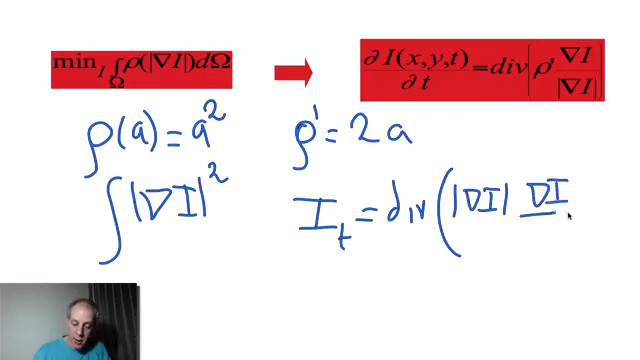 min_I ∫_Ω ρ(|∇I|)dΩ
∂I(x,y,t)/∂t = div(ρ' ∇I/|∇I|)
ρ(a) = a²
ρ' = 2a
∫|∇I|²
I_t = div(|∇I| ∇I